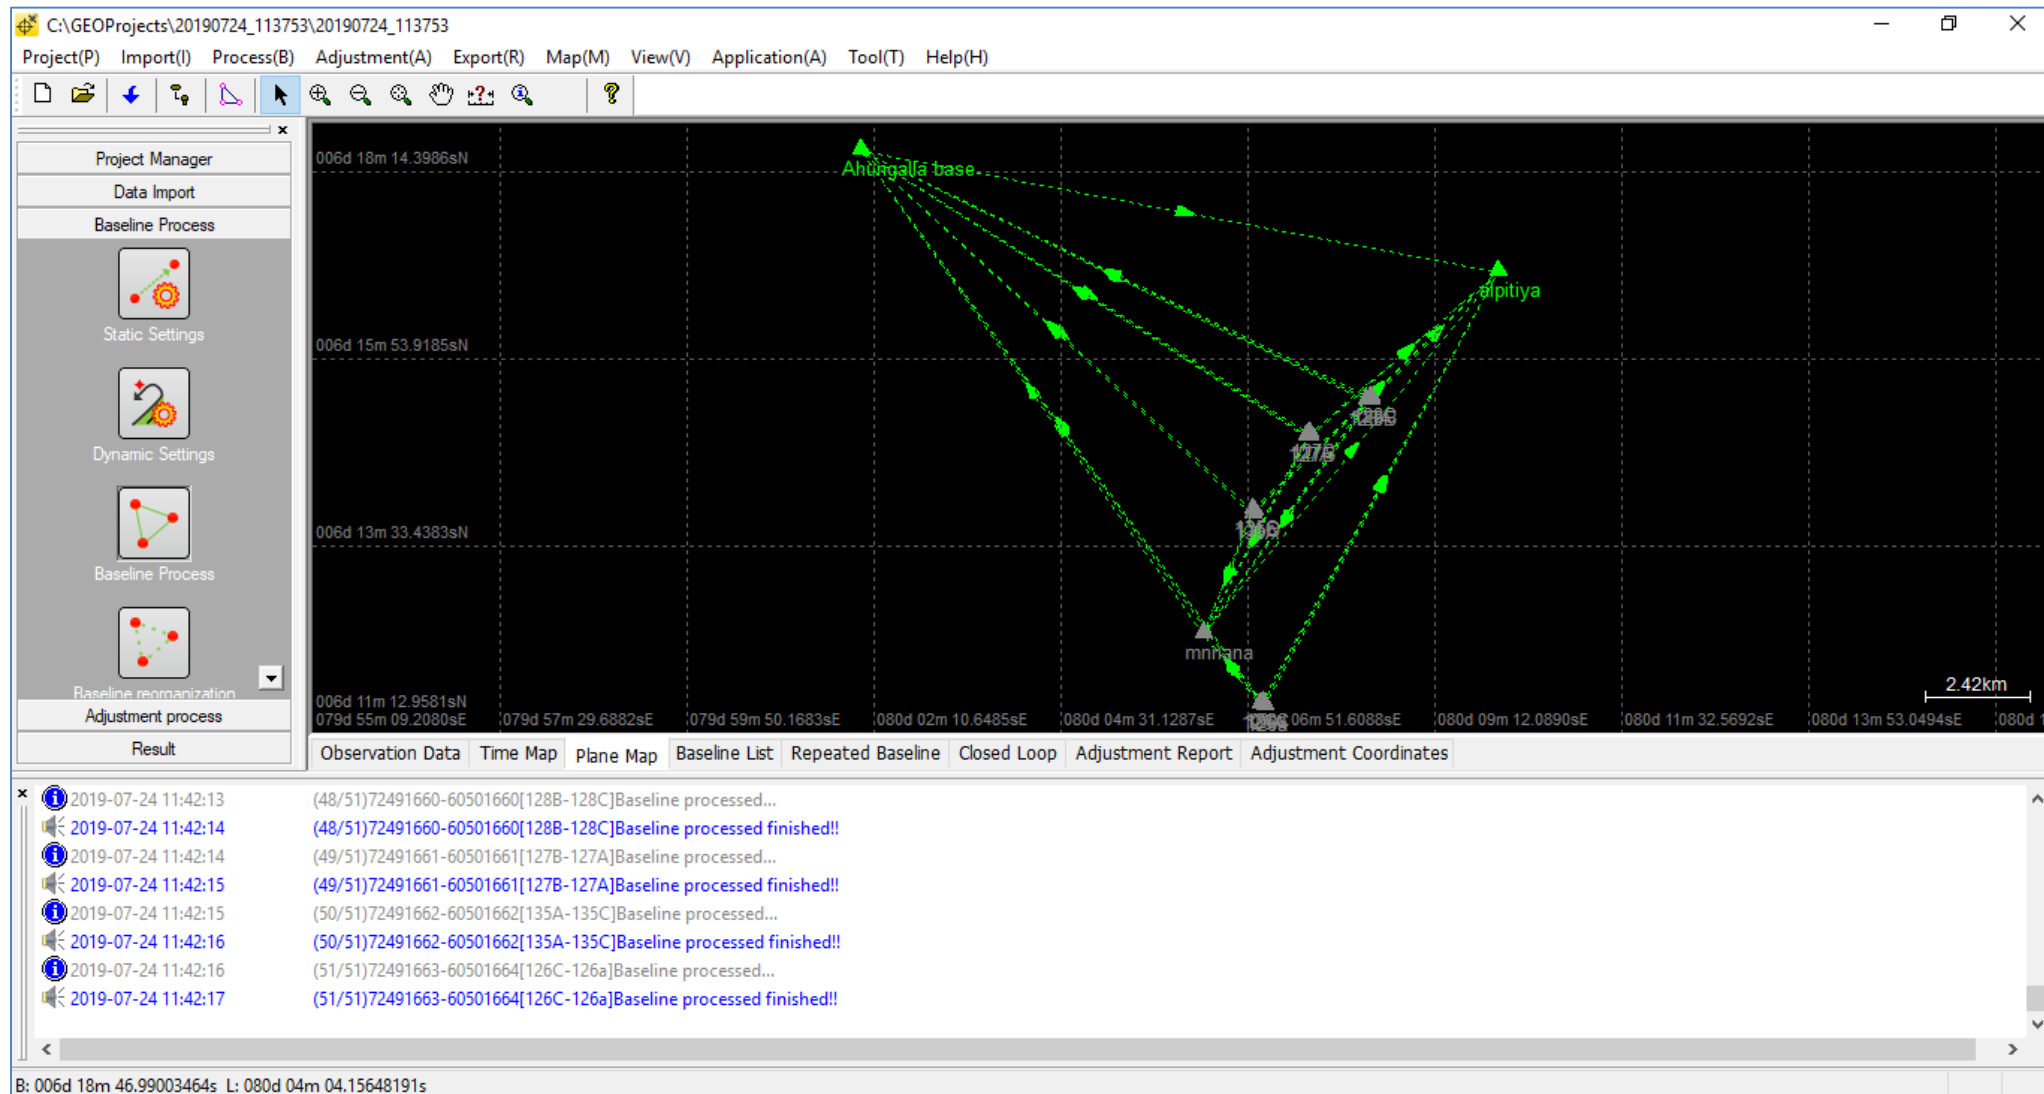 C:\GEOProjects\20190724_113753\20190724_113753
Project(P) Import(I) Process(B) Adjustment(A) Export(R) Map(M) View(V) Application(A) Tool(T) Help(H)
Project Manager
Data Import
Baseline Process
Static Settings
Dynamic Settings
Baseline Process
Baseline reorganization
Adjustment process
Result
006d 18m 14.3986sN
Ahungalla base
alpitiya
006d 15m 53.9185sN
006d 13m 33.4383sN
mnnana
2.42km
006d 11m 12.9581sN
079d 55m 09.2080sE 079d 57m 29.6882sE 079d 59m 50.1683sE 080d 02m 10.6485sE 080d 04m 31.1287sE 06m 51.6088sE 080d 09m 12.0890sE 080d 11m 32.5692sE 080d 13m 53.0494sE
Observation Data Time Map Plane Map Baseline List Repeated Baseline Closed Loop Adjustment Report Adjustment Coordinates
2019-07-24 11:42:13 (48/51)72491660-60501660[128B-128C]Baseline processed...
2019-07-24 11:42:14 (48/51)72491660-60501660[128B-128C]Baseline processed finished!!
2019-07-24 11:42:14 (49/51)72491661-60501661[127B-127A]Baseline processed...
2019-07-24 11:42:15 (49/51)72491661-60501661[127B-127A]Baseline processed finished!!
2019-07-24 11:42:15 (50/51)72491662-60501662[135A-135C]Baseline processed...
2019-07-24 11:42:16 (50/51)72491662-60501662[135A-135C]Baseline processed finished!!
2019-07-24 11:42:16 (51/51)72491663-60501664[126C-126a]Baseline processed...
2019-07-24 11:42:17 (51/51)72491663-60501664[126C-126a]Baseline processed finished!!
B: 006d 18m 46.99003464s L: 080d 04m 04.15648191s